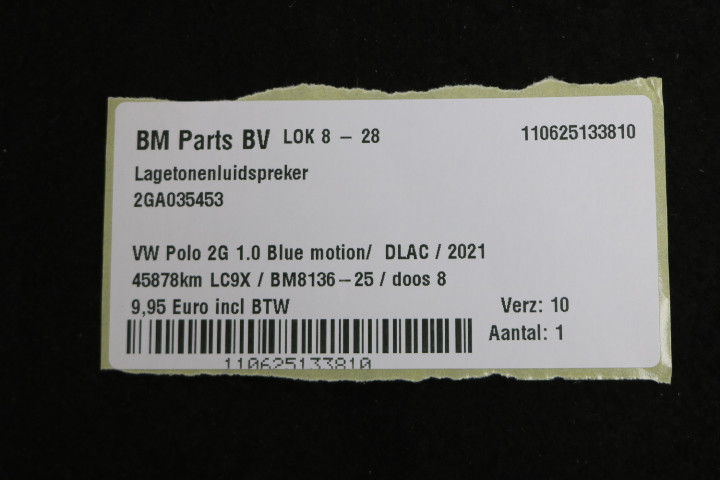 BM Parts BV LOK 8 – 28 110625133810
Lagetonenluidspreker
2GA035453
VW Polo 2G 1.0 Blue motion/ DLAC / 2021
45878km LC9X / BM8136–25 / doos 8
9,95 Euro incl BTW Verz: 10
Aantal: 1
110625133810